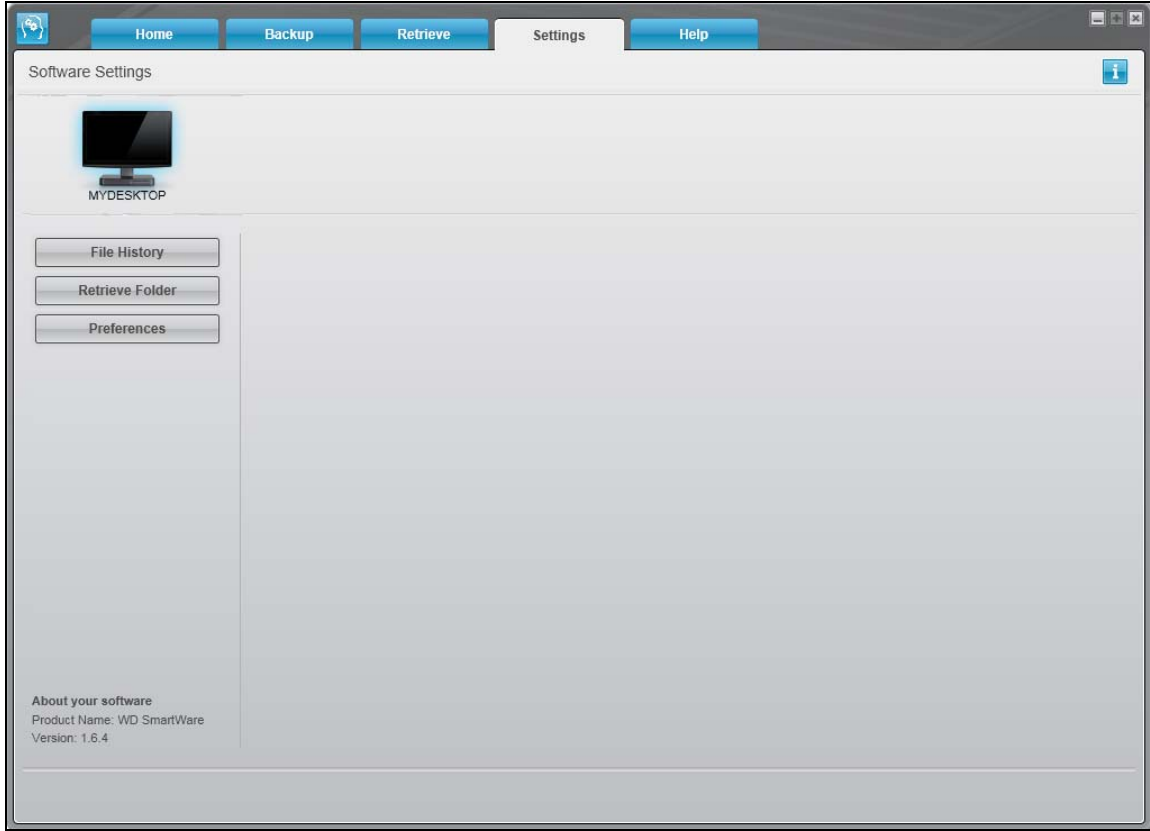 Home
Backup
Retrieve
Settings
Help
Software Settings
i
MYDESKTOP
File History
Retrieve Folder
Preferences
About your software
Product Name: WD SmartWare
Version: 1.6.4